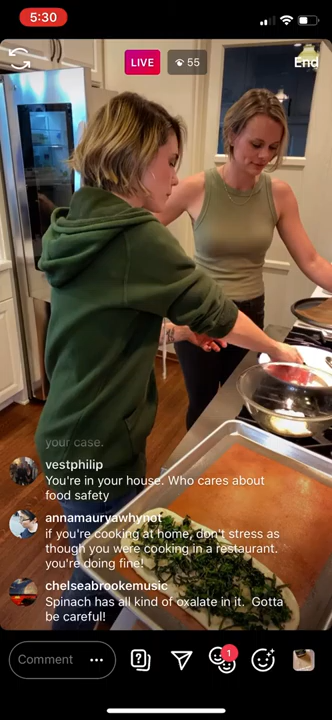 5:30
LIVE
55
End
your case.
vestphilip
You're in your house. Who cares about
food safety
annamauryawhynot
if you're cooking at home, don't stress as
though you were cooking in a restaurant.
you're doing fine!
chelseabrookemusic
Spinach has all kind of oxalate in it. Gotta
be careful!
Comment
1